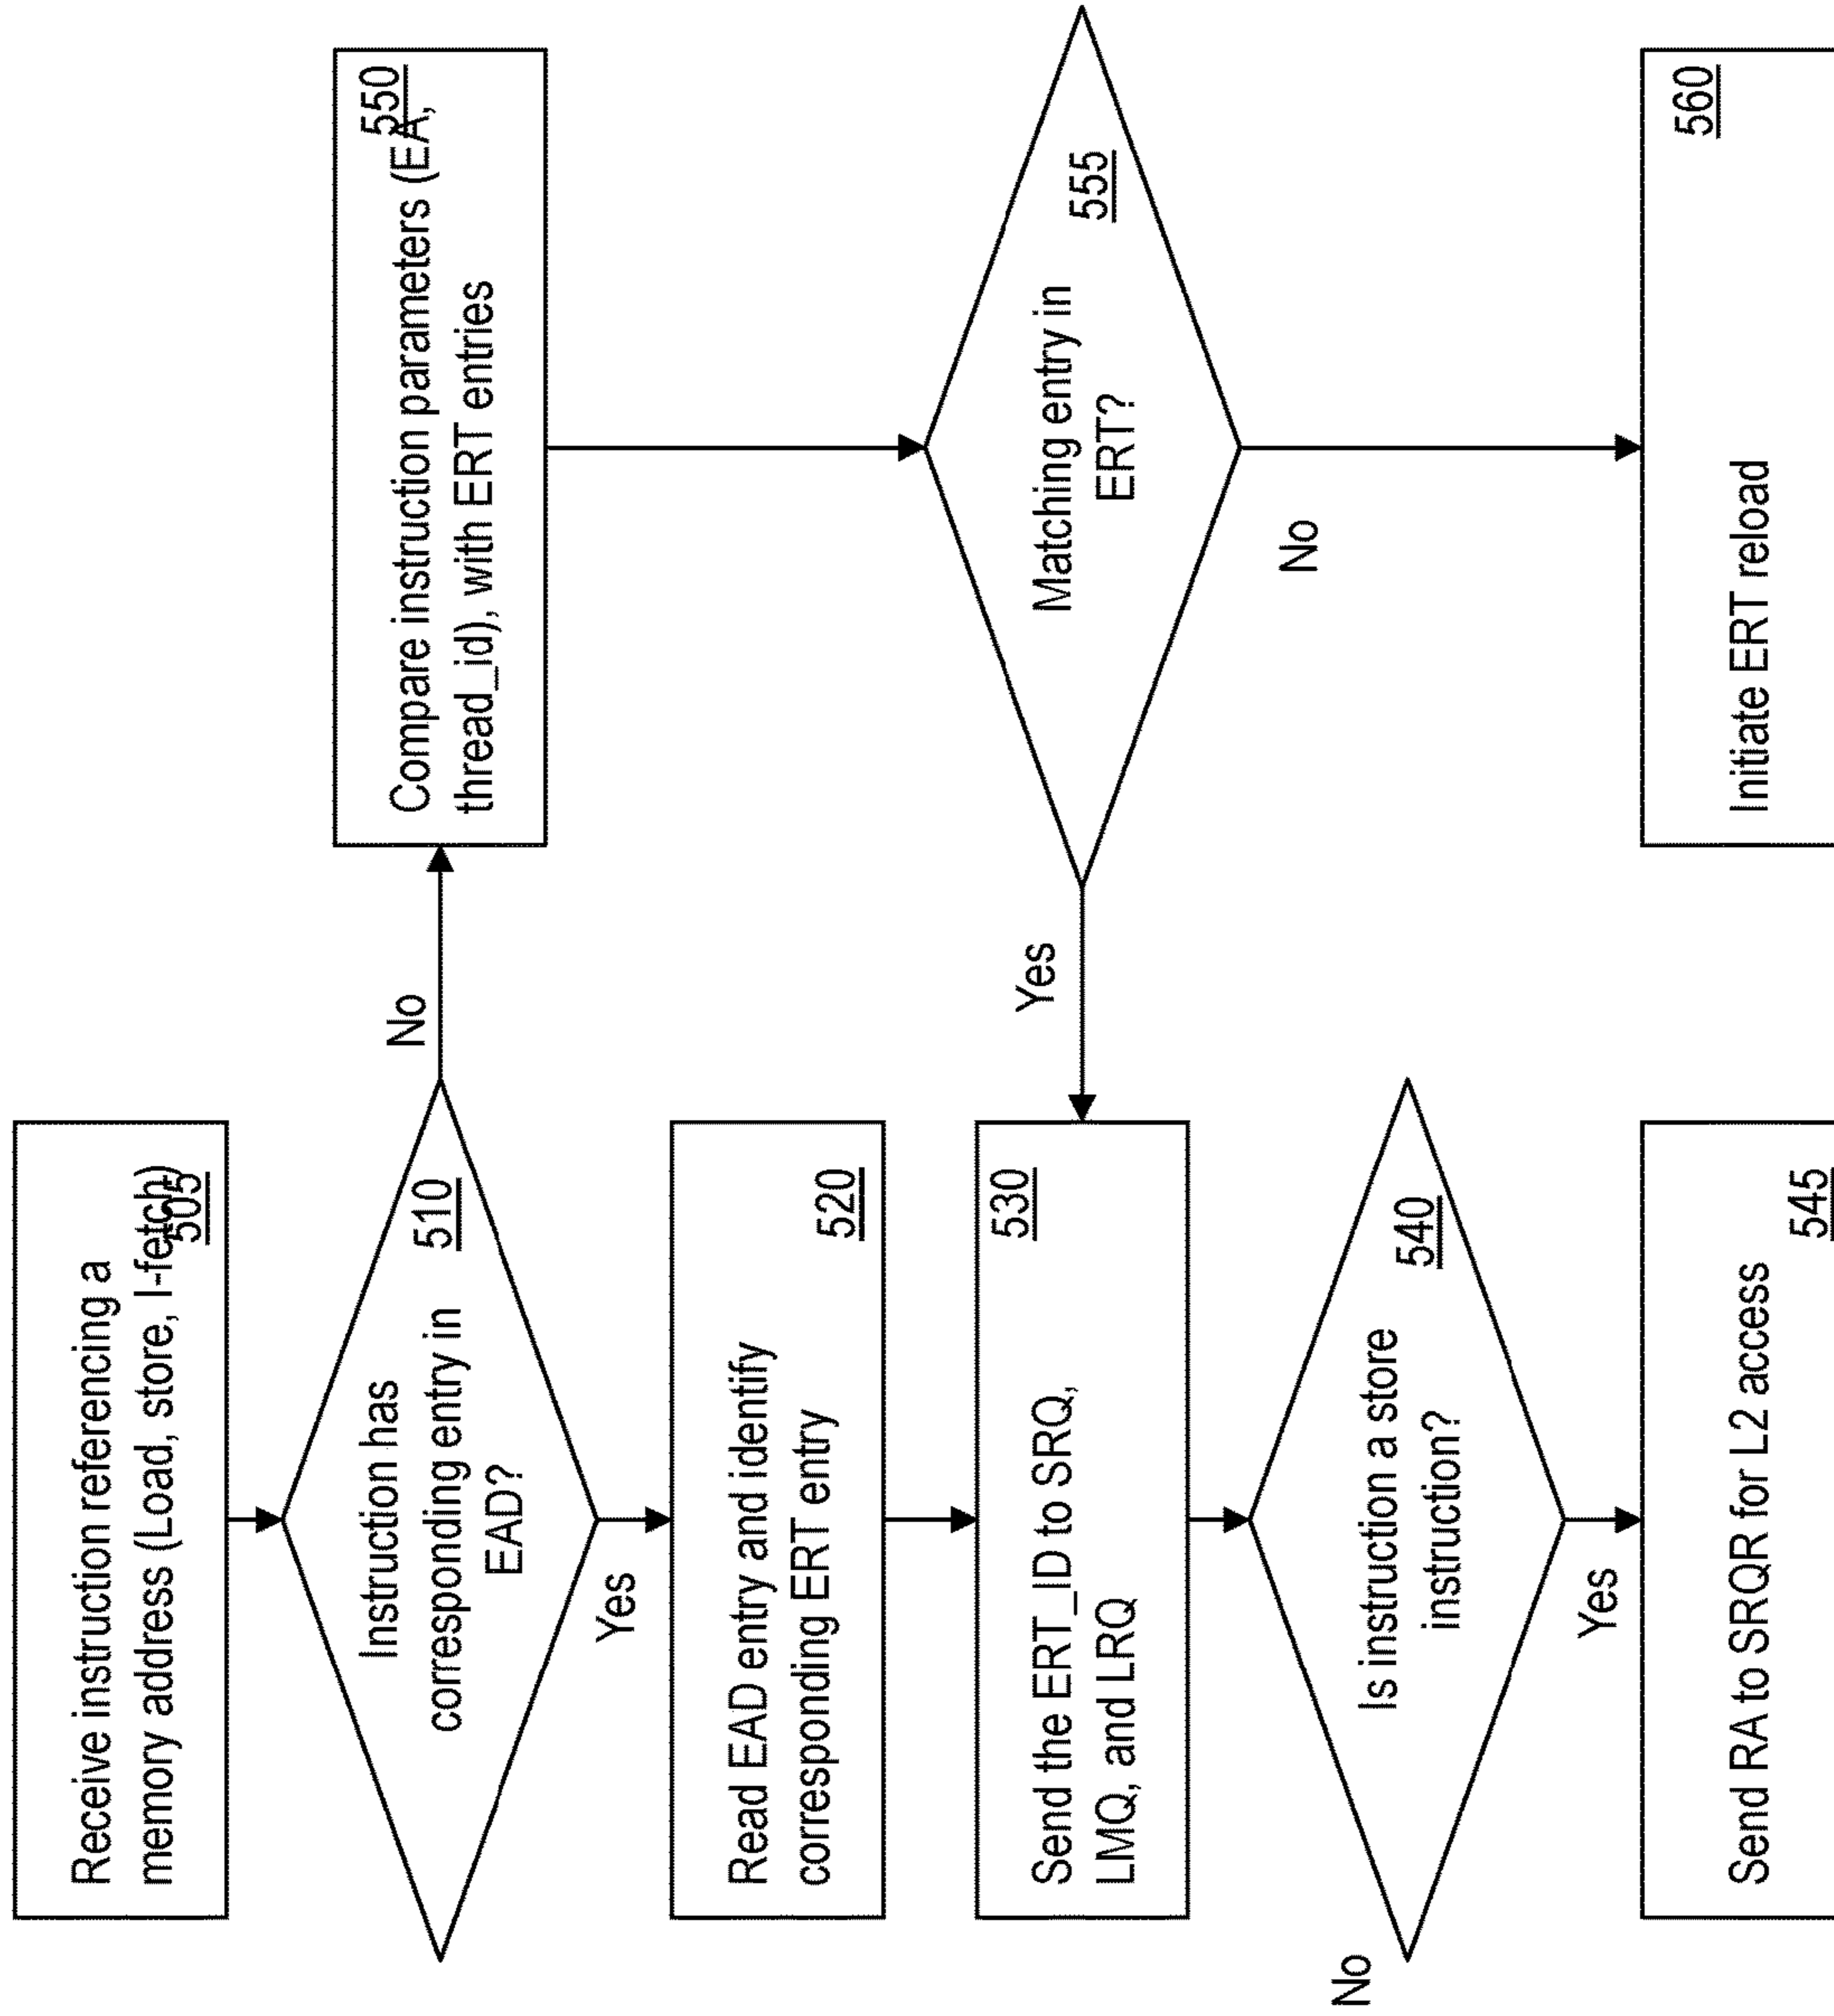 Receive instruction referencing a
memory address (Load, store, I-fetch)
505
Instruction has
corresponding entry in
EAD?
510
No
Yes
Read EAD entry and identify
corresponding ERT entry
520
Send the ERT_ID to SRQ,
LMQ, and LRQ
530
Is instruction a store
instruction?
540
No
Yes
Send RA to SRQR for L2 access
545
550
Compare instruction parameters (EA,
thread_id), with ERT entries
Matching entry in
ERT?
555
Yes
No
Initiate ERT reload
560